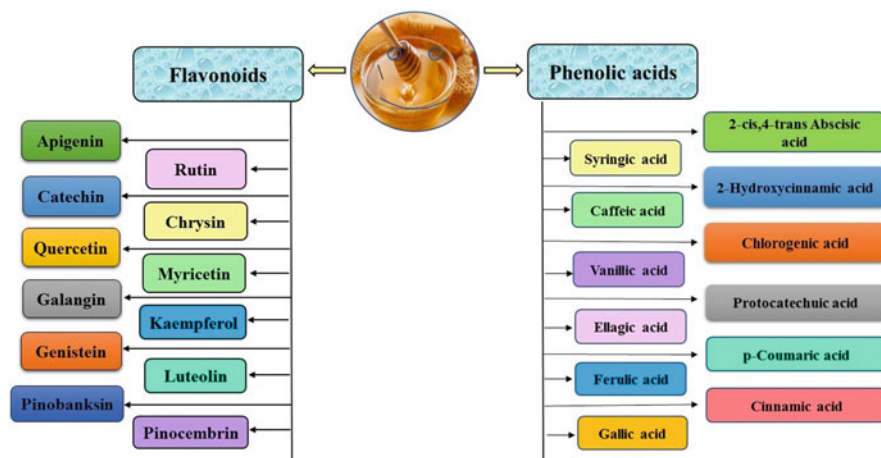 Flavonoids
Phenolic acids
Apigenin
Rutin
Catechin
Chrysin
Quercetin
Myricetin
Galangin
Kaempferol
Genistein
Luteolin
Pinobanksin
Pinocembrin
2-cis,4-trans Abscisic
acid
Syringic acid
2-Hydroxycinnamic acid
Caffeic acid
Chlorogenic acid
Vanillic acid
Protocatechuic acid
Ellagic acid
p-Coumaric acid
Ferulic acid
Cinnamic acid
Gallic acid